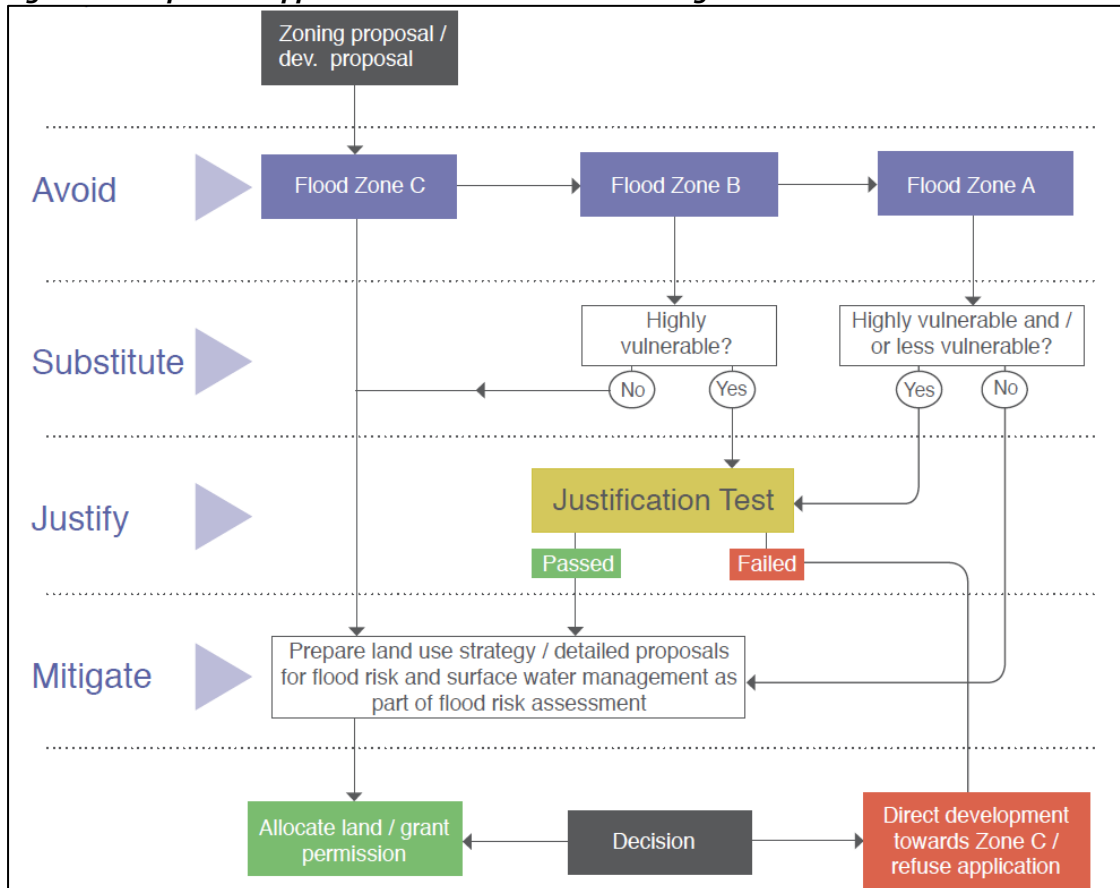 Zoning proposal /
dev. proposal
Avoid
Flood Zone C
Flood Zone B
Flood Zone A
Substitute
Highly
vulnerable?
Highly vulnerable and /
or less vulnerable?
No
Yes
Yes
No
Justify
Justification Test
Passed
Failed
Mitigate
Prepare land use strategy / detailed proposals
for flood risk and surface water management as
part of flood risk assessment
Allocate land / grant
permission
Decision
Direct development
towards Zone C /
refuse application